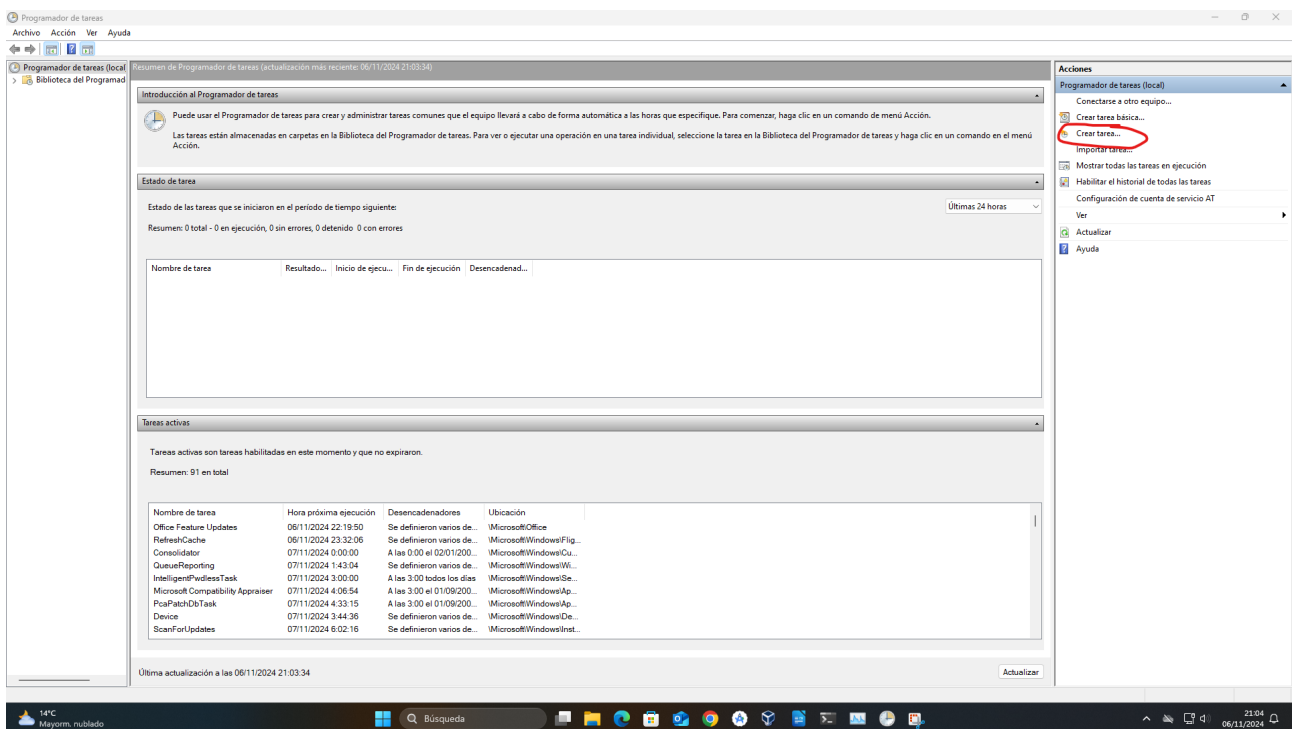 Programador de tareas
Archivo Acción Ver Ayuda
Programador de tareas (local
Biblioteca del Programad
Resumen de Programador de tareas (actualización más reciente: 06/11/2024 21:03:34)
Introducción al Programador de tareas
Puede usar el Programador de tareas para crear y administrar tareas comunes que el equipo llevará a cabo de forma automática a las horas que especifique. Para comenzar, haga clic en un comando de menú Acción.
Las tareas están almacenadas en carpetas en la Biblioteca del Programador de tareas. Para ver o ejecutar una operación en una tarea individual, seleccione la tarea en la Biblioteca del Programador de tareas y haga clic en un comando en el menú
Acción.
Estado de tarea
Estado de las tareas que se iniciaron en el período de tiempo siguiente:
Últimas 24 horas
Resumen: 0 total - 0 en ejecución, 0 sin errores, 0 detenido 0 con errores
Nombre de tarea Resultado... Inicio de ejecu... Fin de ejecución Desencadenad...
Tareas activas
Tareas activas son tareas habilitadas en este momento y que no expiraron.
Resumen: 91 en total
Nombre de tarea Hora próxima ejecución Desencadenadores Ubicación
Office Feature Updates 06/11/2024 22:19:50 Se definieron varios de... \Microsoft\Office
RefreshCache 06/11/2024 23:32:06 Se definieron varios de... \Microsoft\Windows\Flig...
Consolidator 07/11/2024 0:00:00 A las 0:00 el 02/01/200... \Microsoft\Windows\Cu...
QueueReporting 07/11/2024 1:43:04 Se definieron varios de... \Microsoft\Windows\Wi...
IntelligentPwdlessTask 07/11/2024 3:00:00 A las 3:00 todos los días \Microsoft\Windows\Se...
Microsoft Compatibility Appraiser 07/11/2024 4:06:54 A las 3:00 el 01/09/200... \Microsoft\Windows\Ap...
PcaPatchDbTask 07/11/2024 4:33:15 A las 3:00 el 01/09/200... \Microsoft\Windows\Ap...
Device 07/11/2024 3:44:36 Se definieron varios de... \Microsoft\Windows\De...
ScanForUpdates 07/11/2024 6:02:16 Se definieron varios de... \Microsoft\Windows\Inst...
Última actualización a las 06/11/2024 21:03:34
Actualizar
Acciones
Programador de tareas (local)
Conectarse a otro equipo...
Crear tarea básica...
Crear tarea...
Importar tarea...
Mostrar todas las tareas en ejecución
Habilitar el historial de todas las tareas
Configuración de cuenta de servicio AT
Ver
Actualizar
Ayuda
14°C
Mayorm. nublado
Búsqueda
21:04
06/11/2024